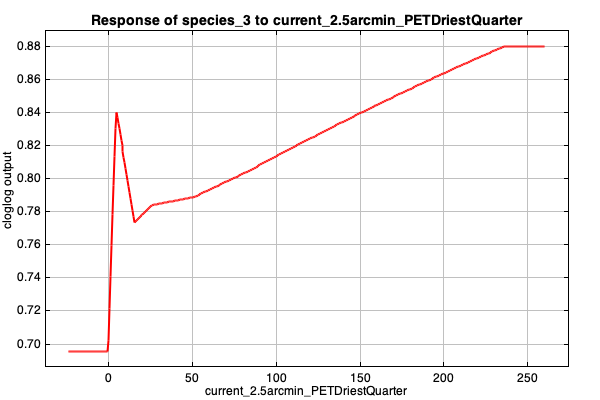 Response of species_3 to current_2.5arcmin_PETDriestQuarter
0.88
0.86
0.84
0.82
0.80
0.78
0.76
0.74
0.72
0.70
cloglog output
0 50 100 150 200 250
current_2.5arcmin_PETDriestQuarter